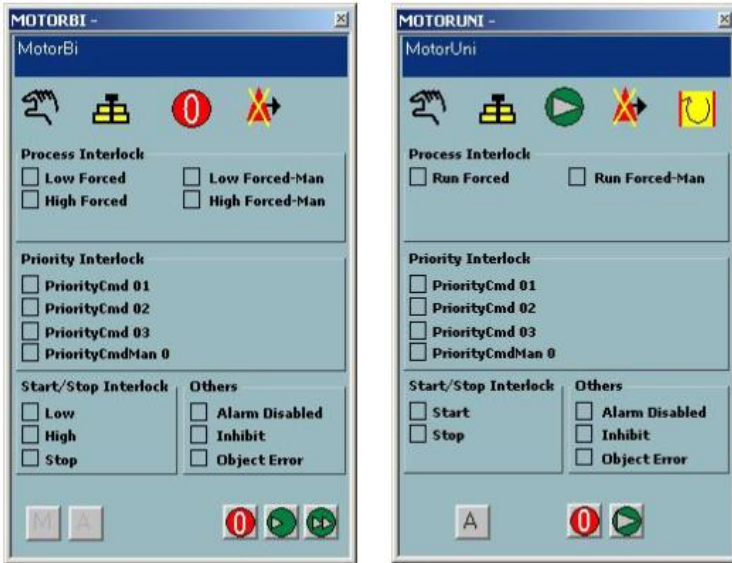 MOTORBI -
MotorBi
0
Process Interlock
Low Forced
Low Forced-Man
High Forced
High Forced-Man
Priority Interlock
PriorityCmd 01
PriorityCmd 02
PriorityCmd 03
PriorityCmdMan 0
Start/Stop Interlock
Low
High
Stop
Others
Alarm Disabled
Inhibit
Object Error
M A 0
MOTORUNI -
MotorUni
Process Interlock
Run Forced
Run Forced-Man
Priority Interlock
PriorityCmd 01
PriorityCmd 02
PriorityCmd 03
PriorityCmdMan 0
Start/Stop Interlock
Start
Stop
Others
Alarm Disabled
Inhibit
Object Error
A 0